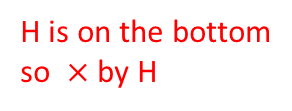 H is on the bottom
so × by H